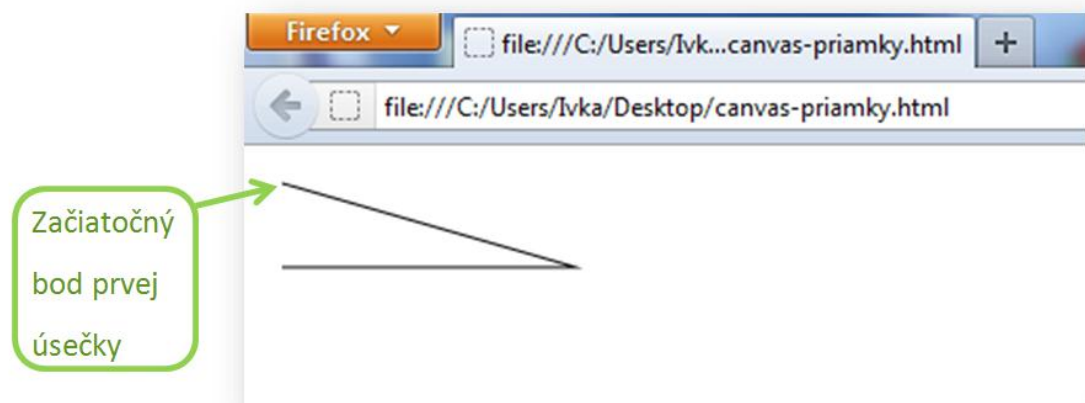 Firefox
file:///C:/Users/Ivk...canvas-priamky.html
file:///C:/Users/Ivka/Desktop/canvas-priamky.html
Začiatočný
bod prvej
úsečky